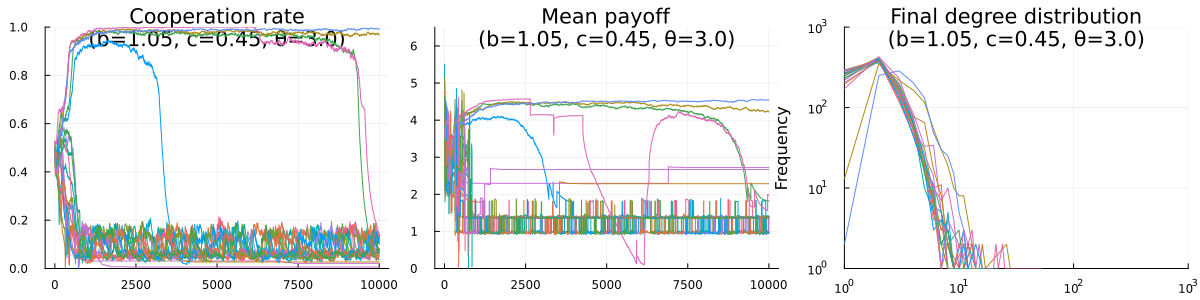 Cooperation rate
(b=1.05, c=0.45, θ=3.0)
1.0
0.8
0.6
0.4
0.2
0.0
0 2500 5000 7500 10000
Mean payoff
(b=1.05, c=0.45, θ=3.0)
6
5
4
3
2
1
0
0 2500 5000 7500 10000
Final degree distribution
(b=1.05, c=0.45, θ=3.0)
Frequency
10³
10²
10¹
10⁰
10⁰ 10¹ 10² 10³